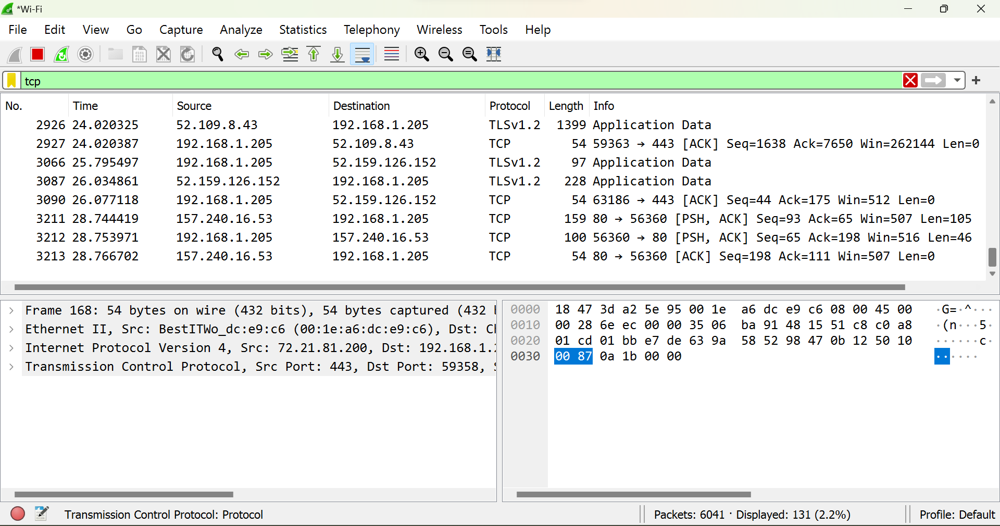 *Wi-Fi
File Edit View Go Capture Analyze Statistics Telephony Wireless Tools Help
tcp
No. Time Source Destination Protocol Length Info
2926 24.020325 52.109.8.43 192.168.1.205 TLSv1.2 1399 Application Data
2927 24.020387 192.168.1.205 52.109.8.43 TCP 54 59363 → 443 [ACK] Seq=1638 Ack=7650 Win=262144 Len=0
3066 25.795497 192.168.1.205 52.159.126.152 TLSv1.2 97 Application Data
3087 26.034861 52.159.126.152 192.168.1.205 TLSv1.2 228 Application Data
3090 26.077118 192.168.1.205 52.159.126.152 TCP 54 63186 → 443 [ACK] Seq=44 Ack=175 Win=512 Len=0
3211 28.744419 157.240.16.53 192.168.1.205 TCP 159 80 → 56360 [PSH, ACK] Seq=93 Ack=65 Win=507 Len=105
3212 28.753971 192.168.1.205 157.240.16.53 TCP 100 56360 → 80 [PSH, ACK] Seq=65 Ack=198 Win=516 Len=46
3213 28.766702 157.240.16.53 192.168.1.205 TCP 54 80 → 56360 [ACK] Seq=198 Ack=111 Win=507 Len=0
Frame 168: 54 bytes on wire (432 bits), 54 bytes captured (432
Ethernet II, Src: BestITWo_dc:e9:c6 (00:1e:a6:dc:e9:c6), Dst:
Internet Protocol Version 4, Src: 72.21.81.200, Dst: 192.168.1.
Transmission Control Protocol, Src Port: 443, Dst Port: 59358,
0000 18 47 3d a2 5e 95 00 1e a6 dc e9 c6 08 00 45 00 ·G=·^···
0010 00 28 6e ec 00 00 35 06 ba 91 48 15 51 c8 c0 a8 ·(n···5·
0020 01 cd 01 bb e7 de 63 9a 58 52 98 47 0b 12 50 10 ······c·
0030 00 87 0a 1b 00 00 ······
Transmission Control Protocol: Protocol
Packets: 6041 · Displayed: 131 (2.2%)
Profile: Default